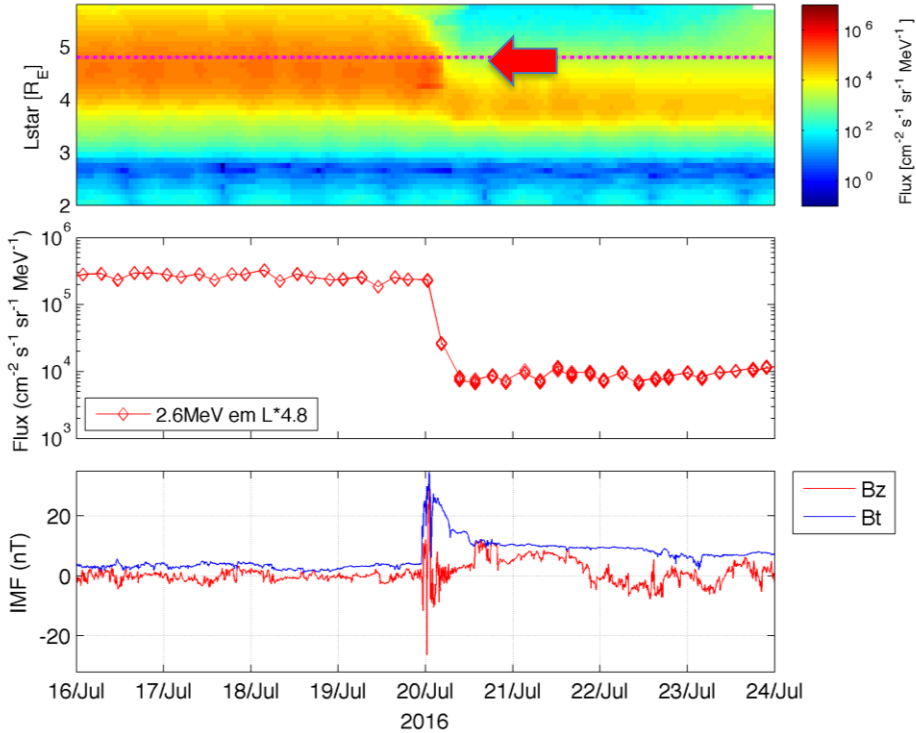 Lstar [R_E]
5
4
3
2
10^6
10^4
10^2
10^0
Flux [cm^-2 s^-1 sr^-1 MeV^-1]
Flux (cm^-2 s^-1 sr^-1 MeV^-1)
10^6
10^5
10^4
10^3
2.6MeV em L*4.8
IMF (nT)
20
0
-20
Bz
Bt
16/Jul 17/Jul 18/Jul 19/Jul 20/Jul 21/Jul 22/Jul 23/Jul 24/Jul
2016